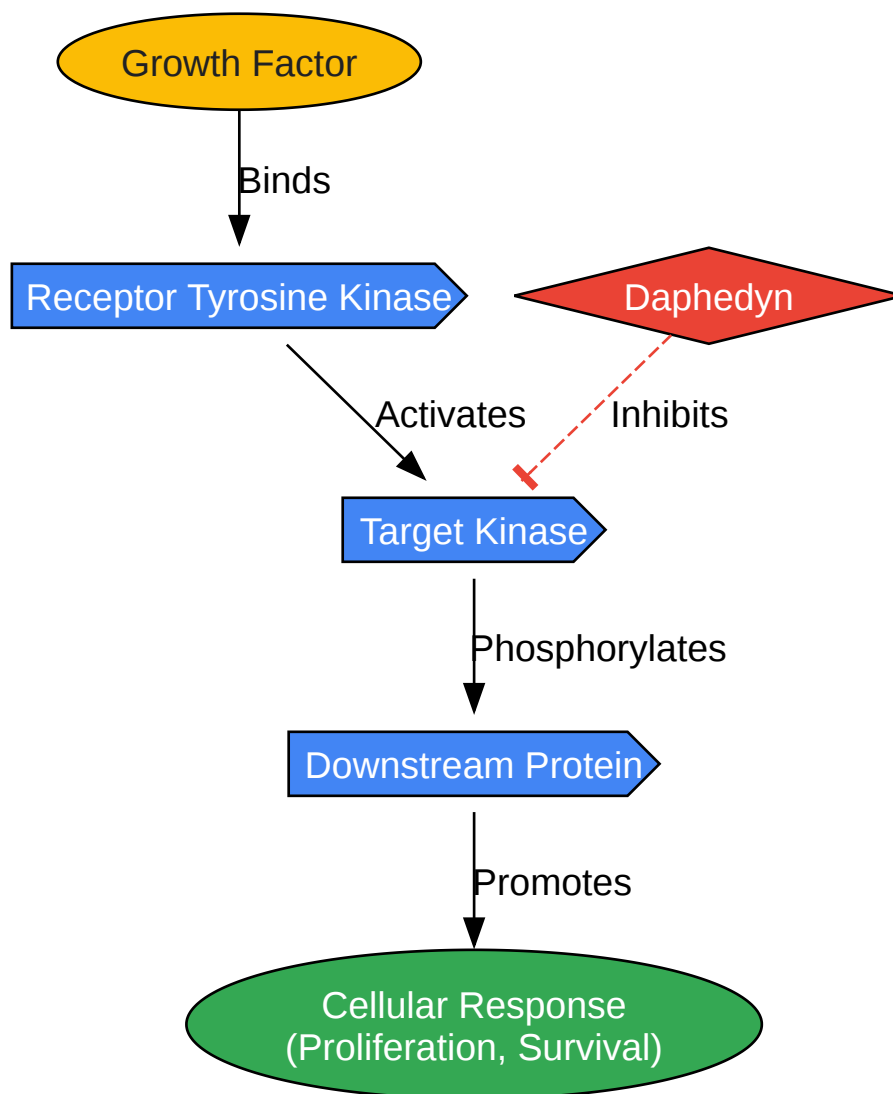 Growth Factor
Binds
Receptor Tyrosine Kinase
Daphedyn
Activates
Inhibits
Target Kinase
Phosphorylates
Downstream Protein
Promotes
Cellular Response
(Proliferation, Survival)